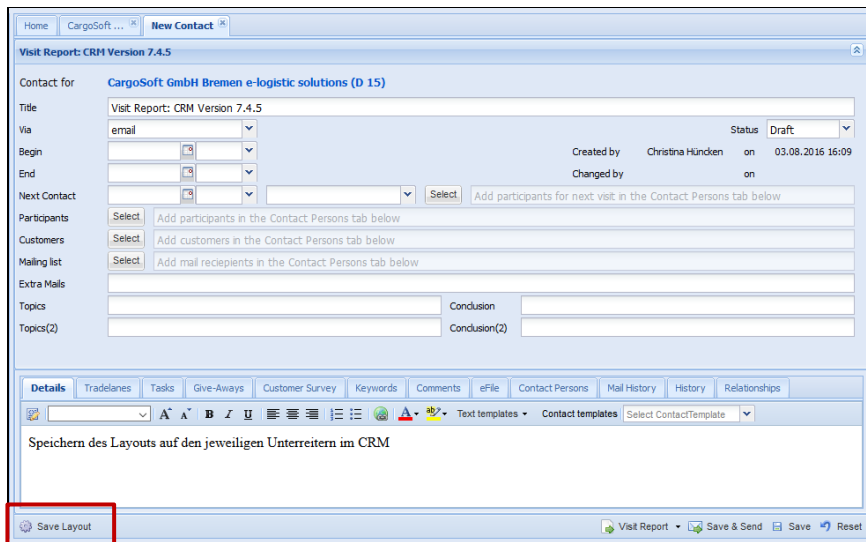 Home CargoSoft ... New Contact
Visit Report: CRM Version 7.4.5
Contact for CargoSoft GmbH Bremen e-logistic solutions (D 15)
Title Visit Report: CRM Version 7.4.5
Via email Status Draft
Begin Created by Christina Hüncken on 03.08.2016 16:09
End Changed by on
Next Contact Select Add participants for next visit in the Contact Persons tab below
Participants Select Add participants in the Contact Persons tab below
Customers Select Add customers in the Contact Persons tab below
Mailing list Select Add mail reciepients in the Contact Persons tab below
Extra Mails
Topics Conclusion
Topics(2) Conclusion(2)
Details Tradelanes Tasks Give-Aways Customer Survey Keywords Comments eFile Contact Persons Mail History History Relationships
A A B I U A ab Text templates Contact templates Select ContactTemplate
Speichern des Layouts auf den jeweiligen Unterreitern im CRM
Save Layout Visit Report Save & Send Save Reset